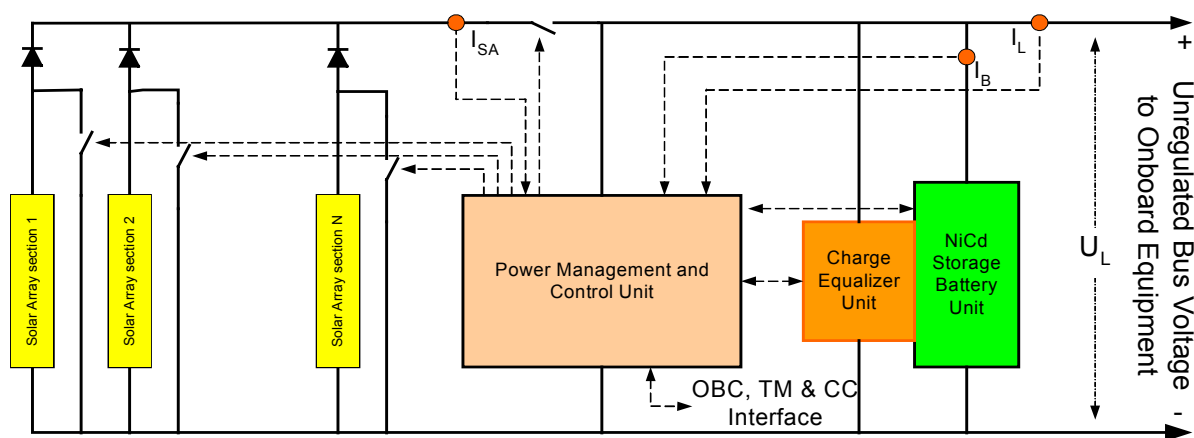 I_SA
I_L
I_B
+
Unregulated Bus Voltage
to Onboard Equipment
-
U_L
Solar Array section 1
Solar Array section 2
Solar Array section N
Power Management and
Control Unit
Charge
Equalizer
Unit
NiCd
Storage
Battery
Unit
OBC, TM & CC
Interface